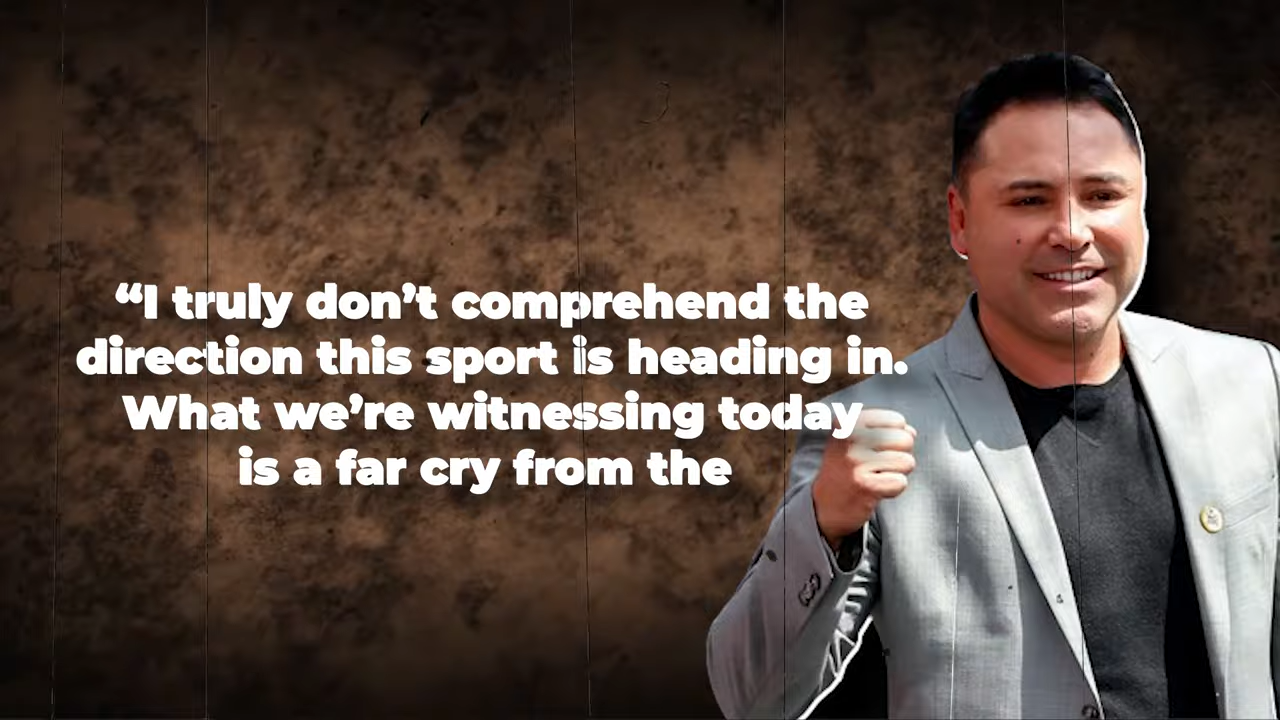 “I truly don’t comprehend the
direction this sport is heading in.
What we’re witnessing today
is a far cry from the